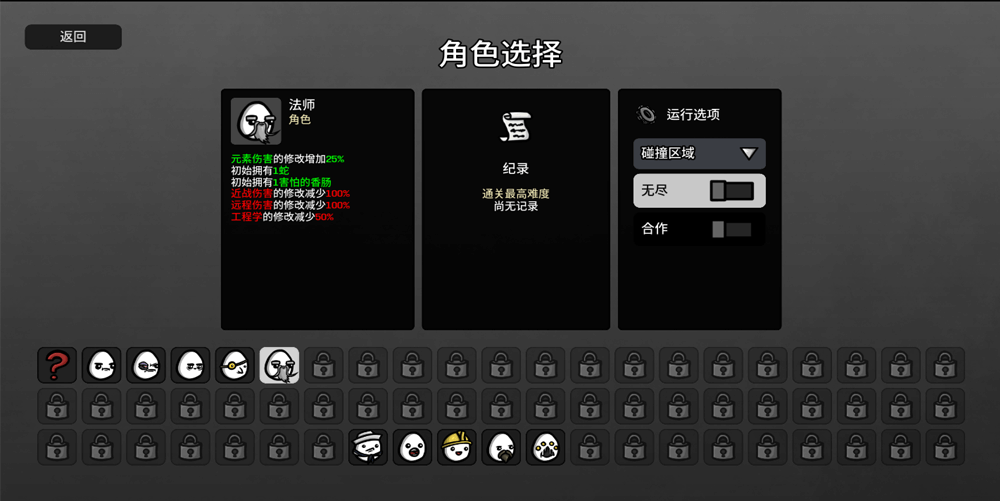 返回
角色选择
法师
角色
元素伤害的修改增加25%
初始拥有1蛇
初始拥有1害怕的香肠
近战伤害的修改减少100%
远程伤害的修改减少100%
工程学的修改减少50%
纪录
通关最高难度
尚无记录
运行选项
碰撞区域
无尽
合作